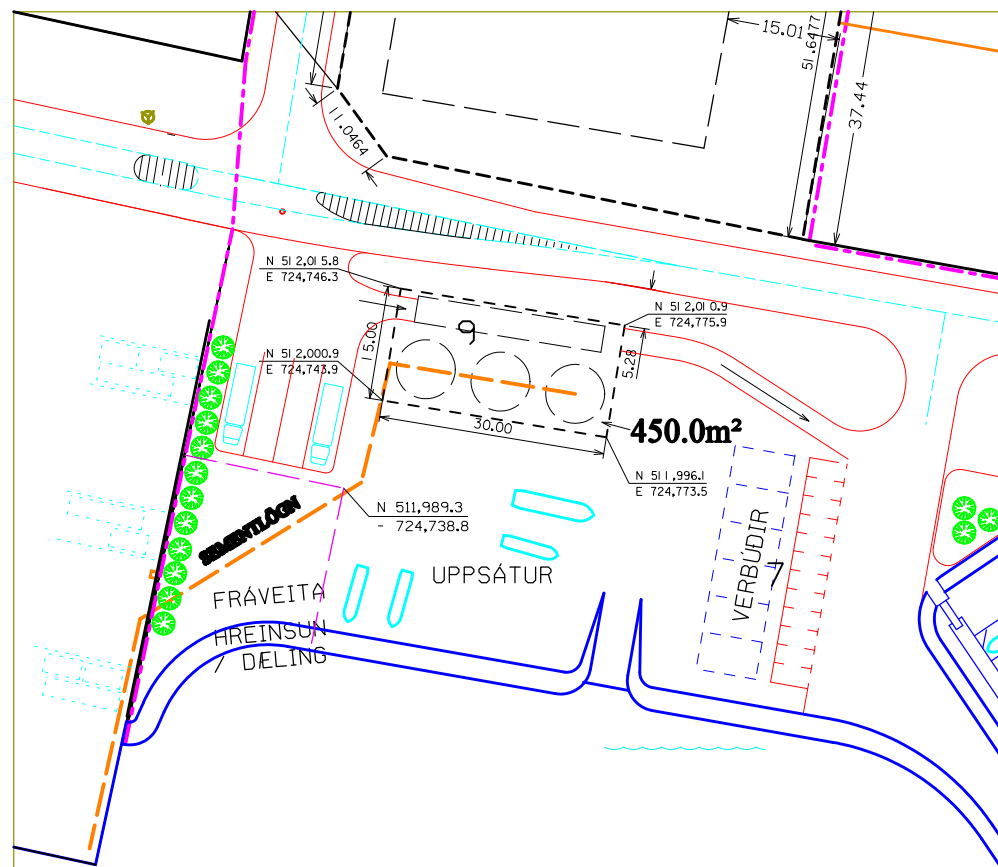 15.01
51.6477
37.44
11.0464
N 512,015.8
E 724,746.3
N 512,010.9
E 724,775.9
9
15.00
5.28
N 512,000.9
E 724,743.9
30.00
450.0m²
N 511,996.1
E 724,773.5
N 511,989.3
- 724,738.8
SEMENTLÖGN
UPPSÁTUR
VERBÚÐIR
7
FRÁVEITA
HREINSUN
/ DÆLING